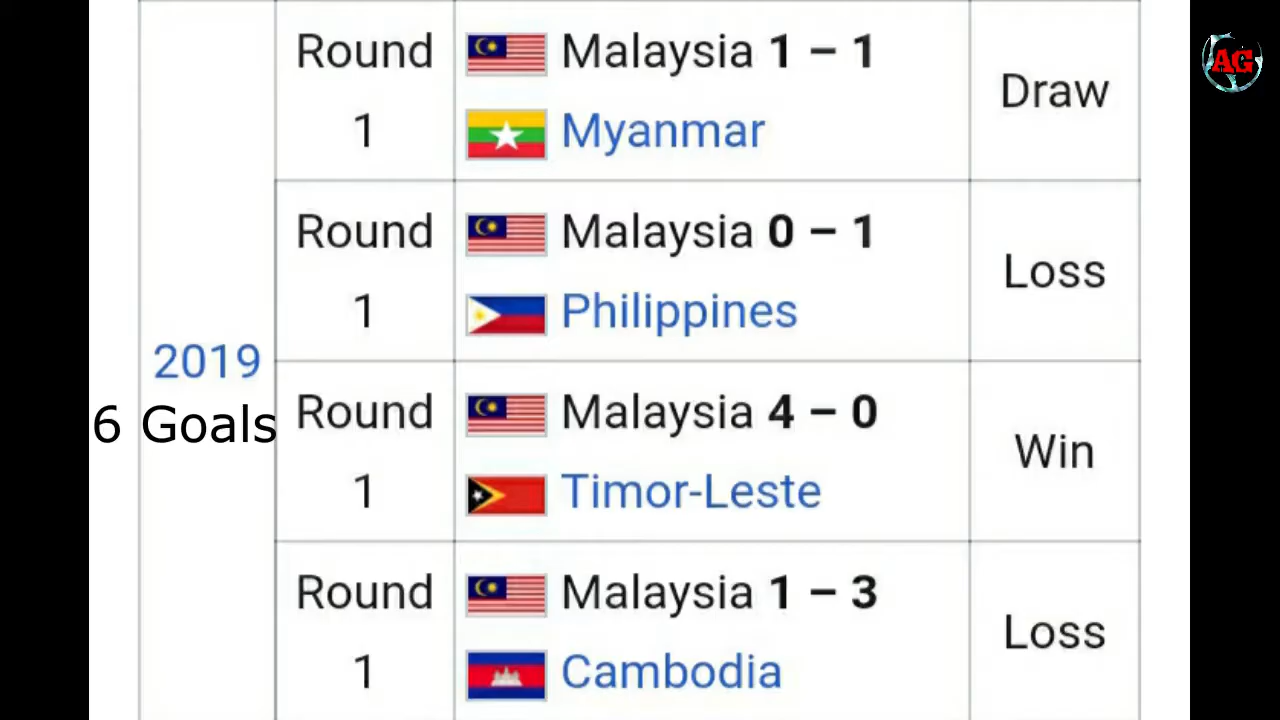 Round
1
Malaysia 1 – 1
Myanmar
Draw
Round
1
Malaysia 0 – 1
Philippines
Loss
2019
6 Goals
Round
1
Malaysia 4 – 0
Timor-Leste
Win
Round
1
Malaysia 1 – 3
Cambodia
Loss
AG